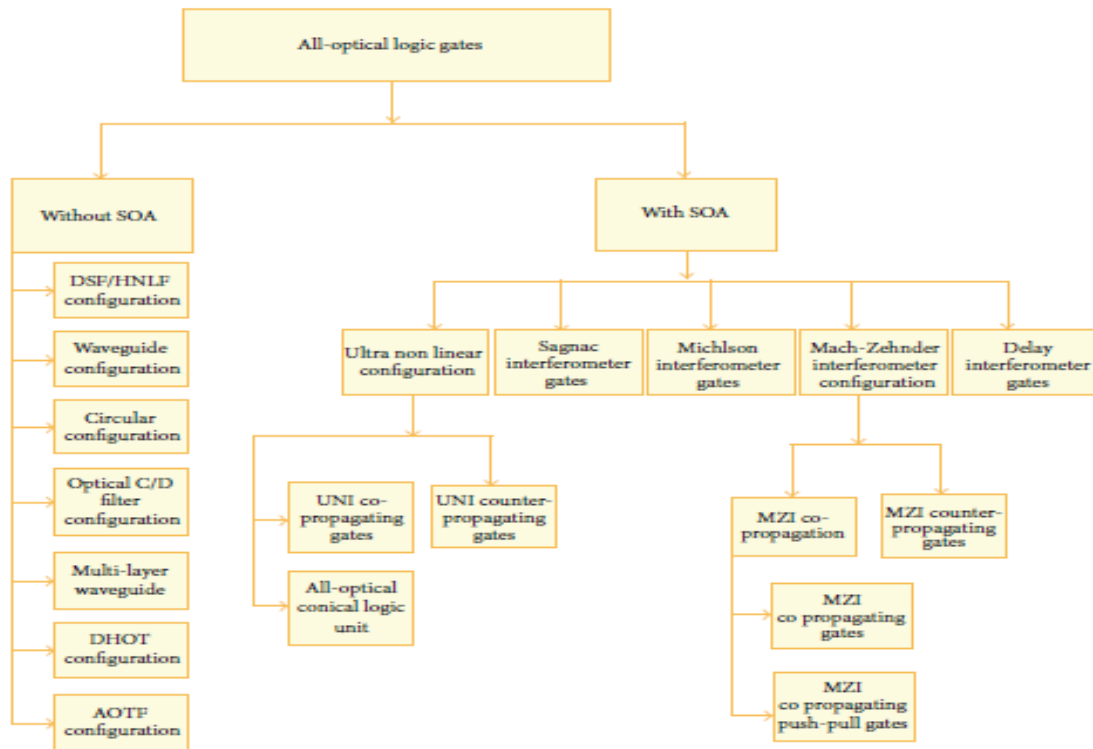 All-optical logic gates
Without SOA
With SOA
DSF/HNLF
configuration
Waveguide
configuration
Circular
configuration
Optical C/D
filter
configuration
Multi-layer
waveguide
DHOT
configuration
AOTF
configuration
Ultra non linear
configuration
Sagnac
interferometer
gates
Michlson
interferometer
gates
Mach-Zehnder
interferometer
configuration
Delay
interferometer
gates
UNI co-
propagating
gates
UNI counter-
propagating
gates
All-optical
conical logic
unit
MZI co-
propagation
MZI counter-
propagating
gates
MZI
co propagating
gates
MZI
co propagating
push-pull gates